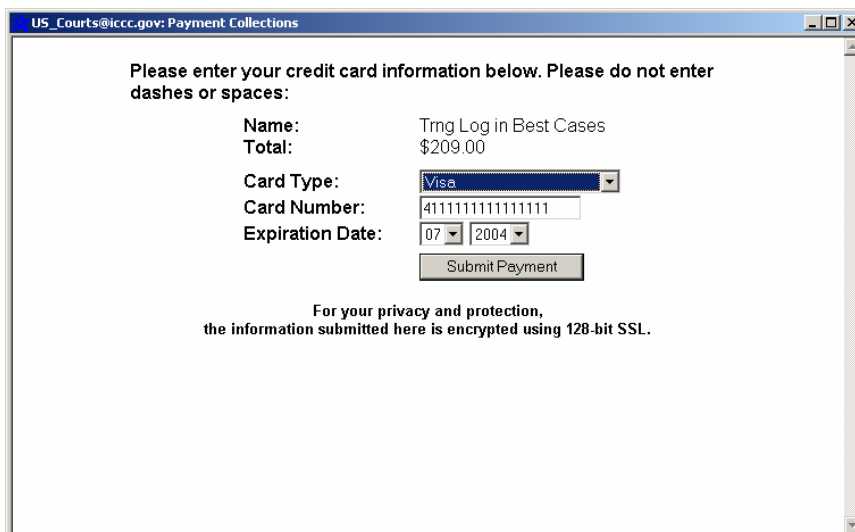 US_Courts@iccc.gov: Payment Collections
Please enter your credit card information below. Please do not enter
dashes or spaces:
Name: Trng Log in Best Cases
Total: $209.00
Card Type: Visa
Card Number: 4111111111111111
Expiration Date: 07 2004
Submit Payment
For your privacy and protection,
the information submitted here is encrypted using 128-bit SSL.